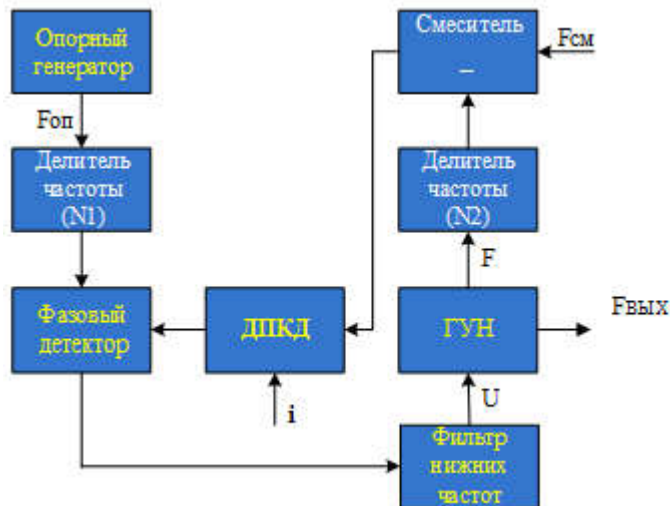 Опорный
генератор
Смеситель
–
Fсм
Fоп
Делитель
частоты
(N1)
Делитель
частоты
(N2)
F
Fвых
Фазовый
детектор
ДПКД
ГУН
i
U
Фильтр
нижних
частот